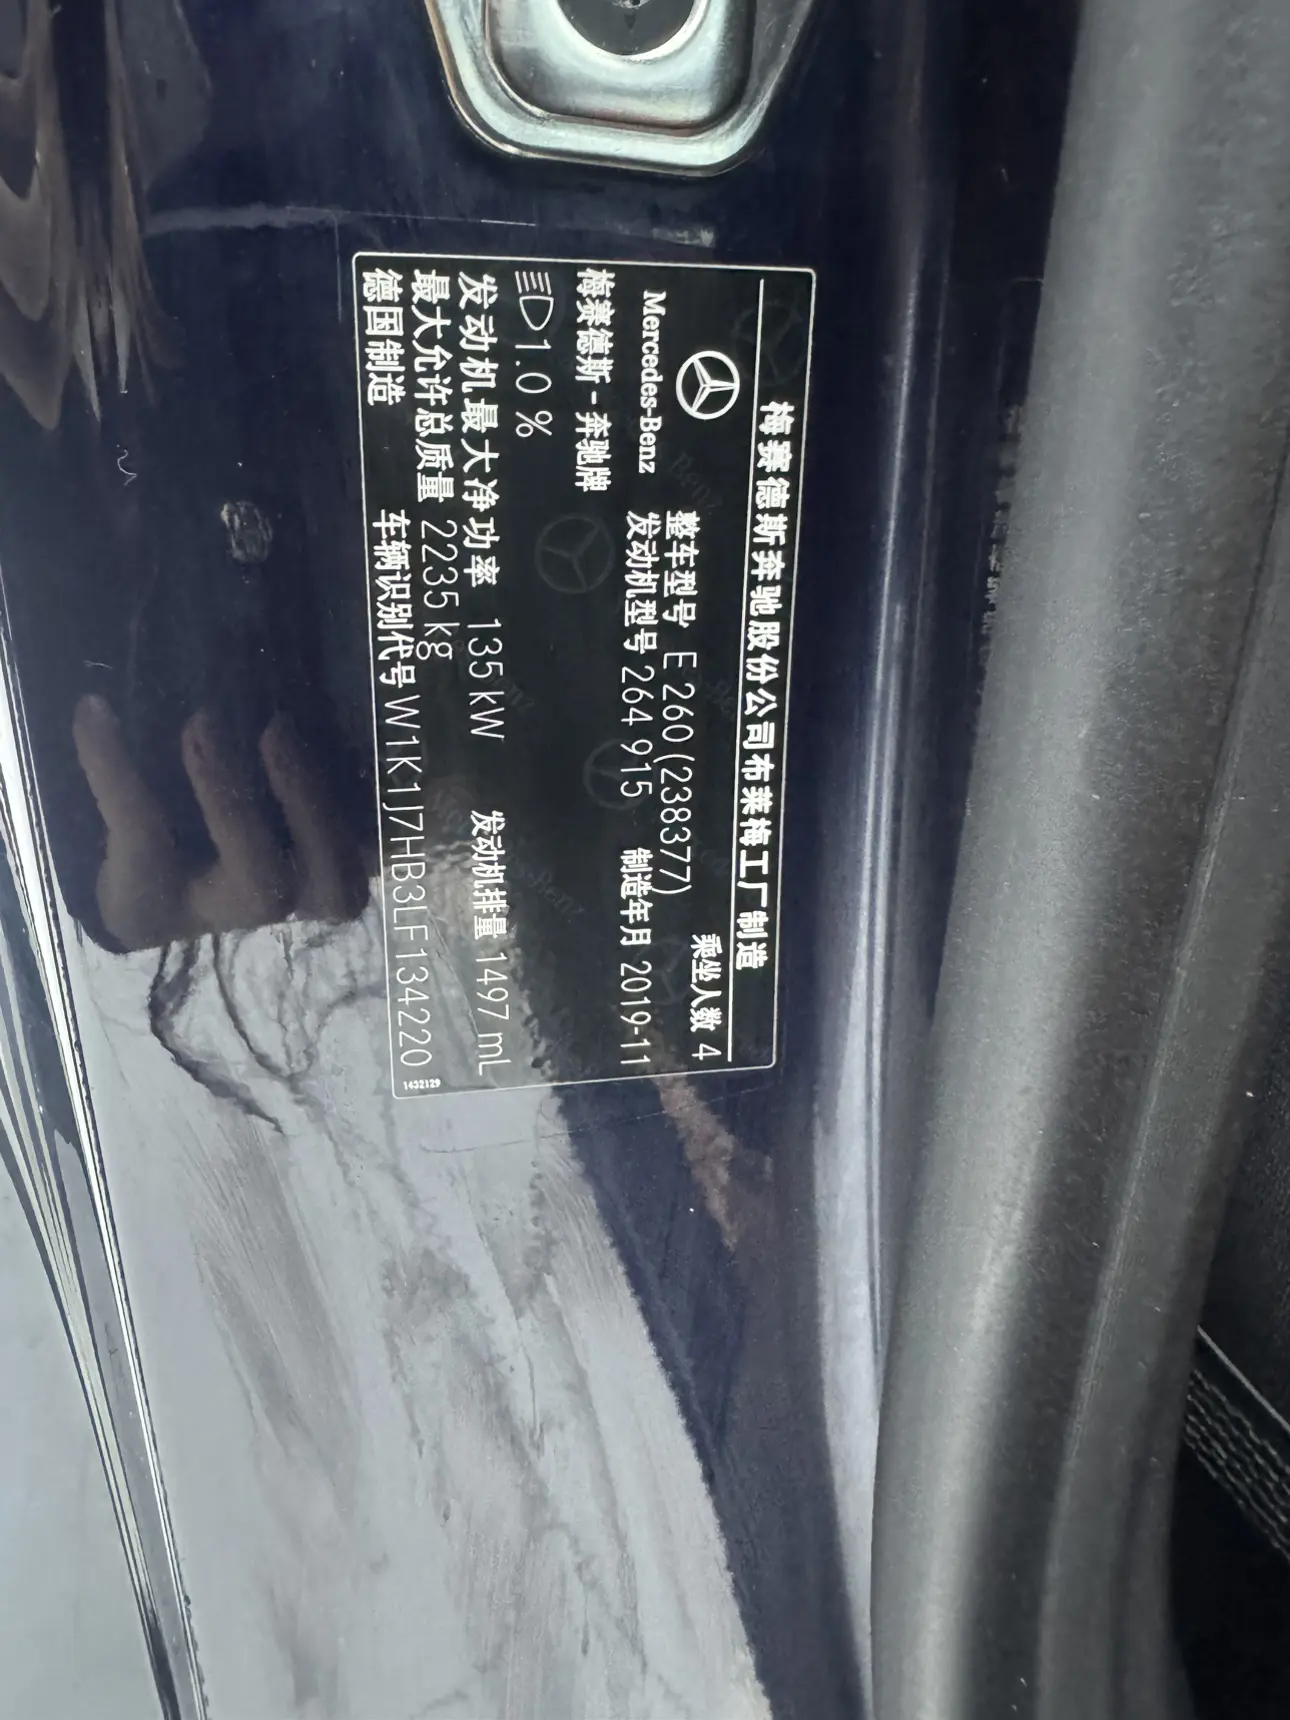 梅赛德斯奔驰股份公司布莱梅工厂制造
乘坐人数 4
整车型号 E 260 (238377)
Mercedes-Benz 发动机型号 264 915 制造年月 2019-11
梅赛德斯-奔驰牌
1.0 %
发动机最大净功率 135 kW 发动机排量 1497 mL
最大允许总质量 2235 kg
德国制造 车辆识别代号 W1K1J7HB3LF134220
1432129